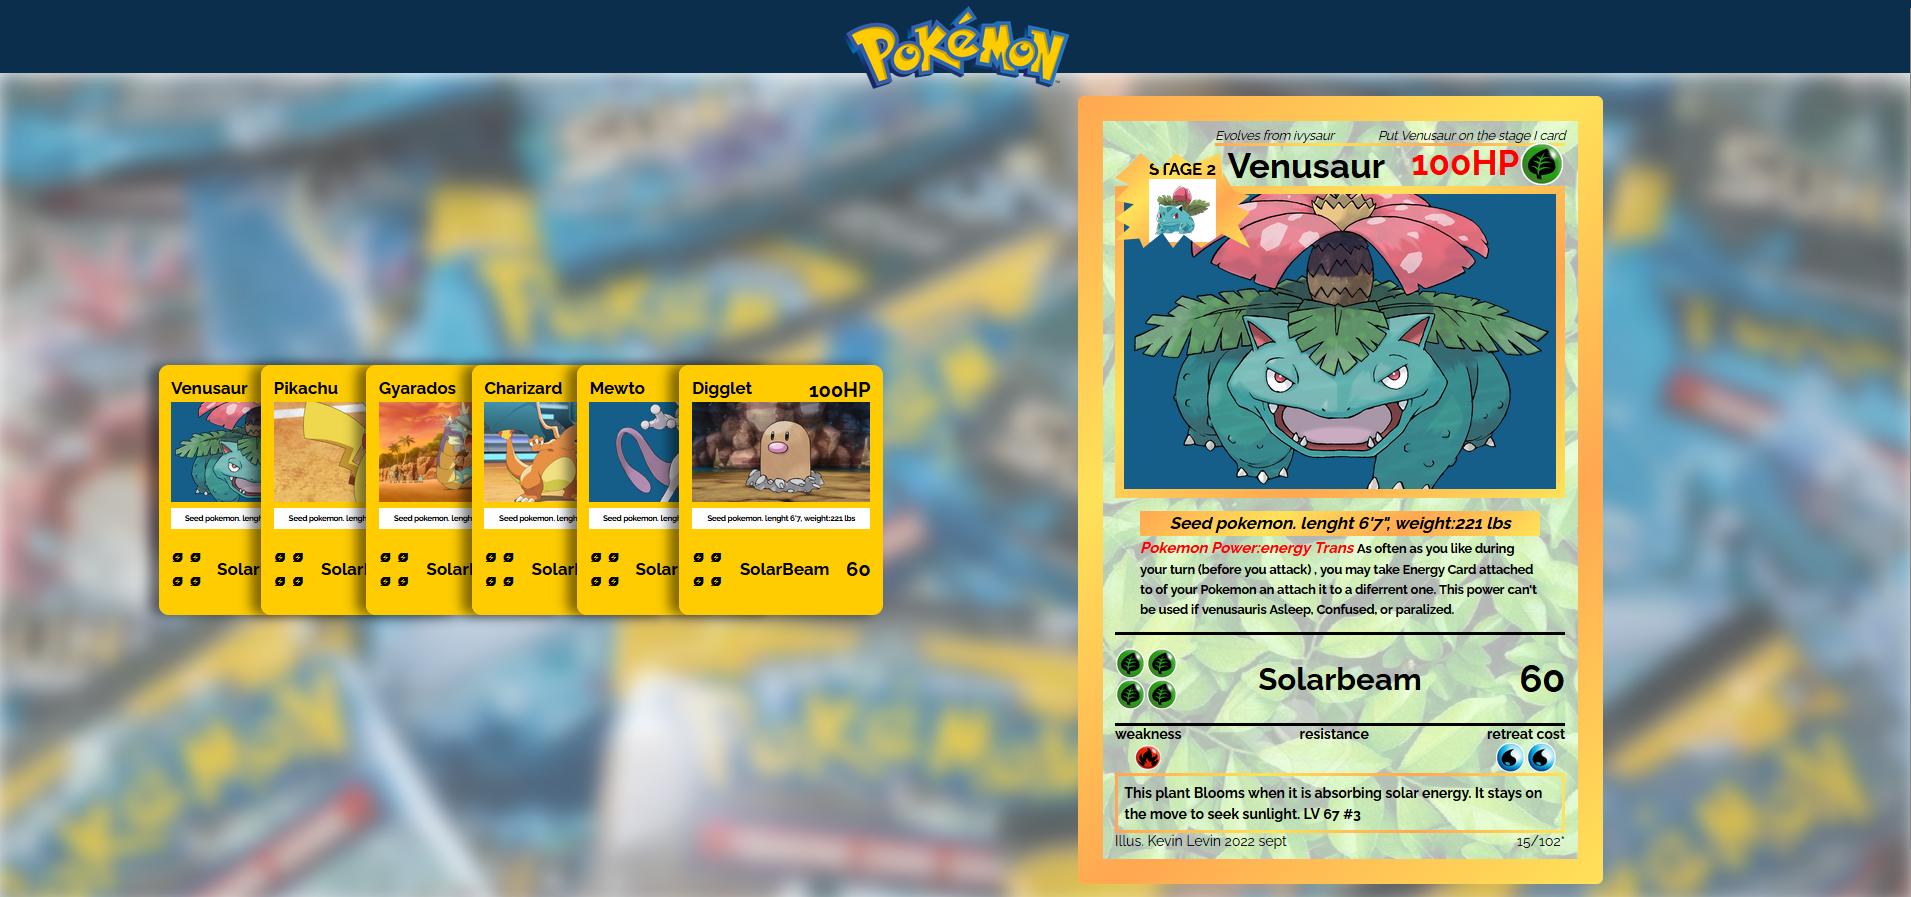 POKéMON
Venusaur
Seed pokemon. lengh
Solar
Pikachu
Seed pokemon. lengh
Solar
Gyarados
Seed pokemon. lengh
Solar
Charizard
Seed pokemon. lengh
Solar
Mewto
Seed pokemon. lengh
Solar
Digglet 100HP
Seed pokemon. lenght 6'7", weight:221 lbs
SolarBeam 60
Evolves from ivysaur Put Venusaur on the stage I card
STAGE 2 Venusaur 100HP
Seed pokemon. lenght 6'7", weight:221 lbs
Pokemon Power:energy Trans As often as you like during
your turn (before you attack) , you may take Energy Card attached
to of your Pokemon an attach it to a diferrent one. This power can't
be used if venusauris Asleep, Confused, or paralized.
Solarbeam 60
weakness resistance retreat cost
This plant Blooms when it is absorbing solar energy. It stays on
the move to seek sunlight. LV 67 #3
Illus. Kevin Levin 2022 sept 15/102*